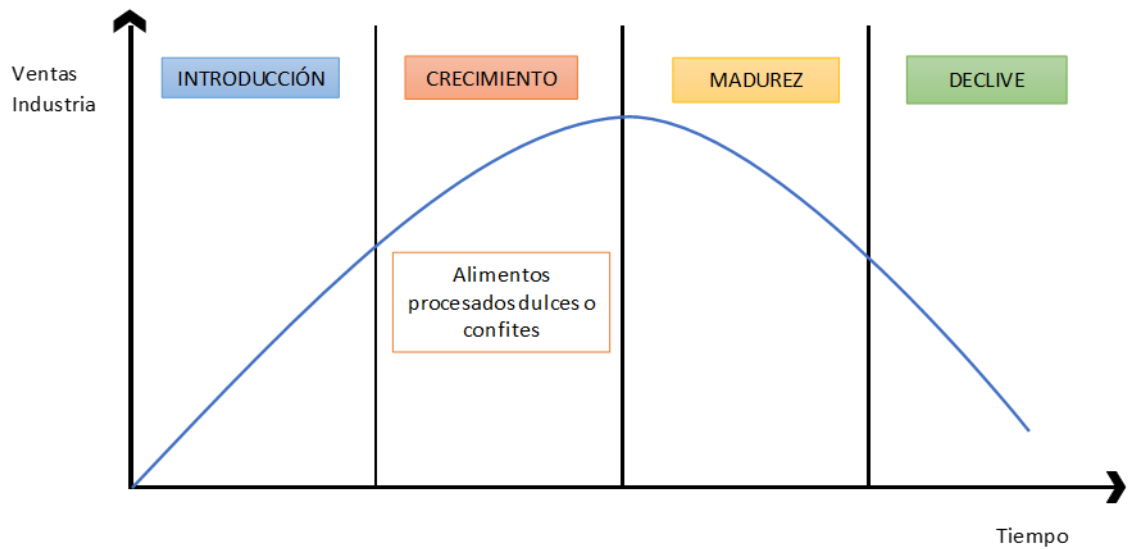 Ventas
Industria
INTRODUCCIÓN
CRECIMIENTO
MADUREZ
DECLIVE
Alimentos
procesados dulces o
confites
Tiempo